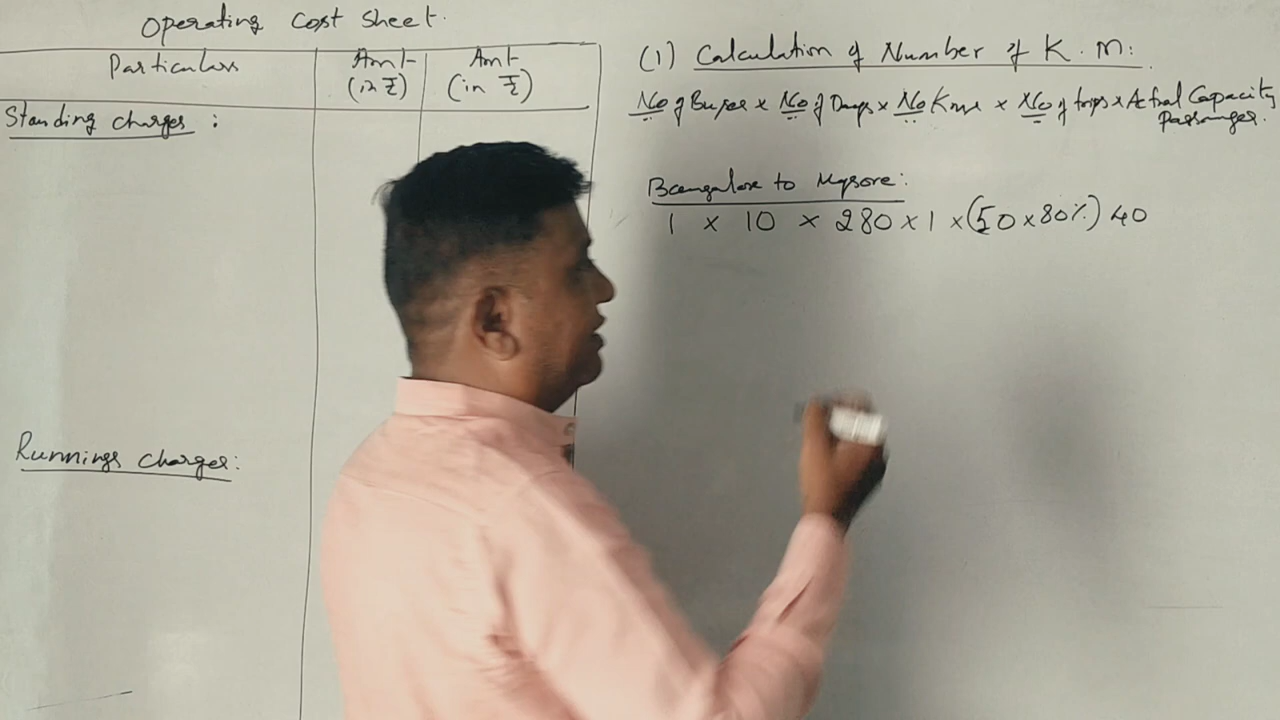 Operating Cost Sheet.
Particulars
Amt (in ₹)
Amt (in ₹)
Standing charges :
Runnings charges:
(1) Calculation of Number of K.M:
No of Buses × No of Days × No Kms × No of trips × Actual Capacity
Passanger.
Bangalore to Mysore:
1 × 10 × 280 × 1 × (50 × 80%) 40